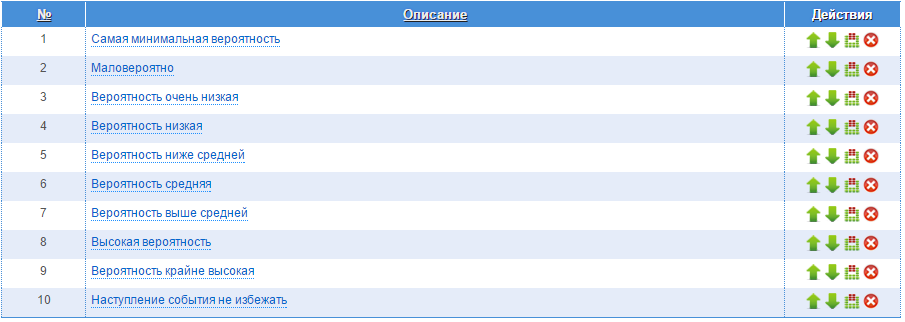 № Описание Действия
1 Самая минимальная вероятность
2 Маловероятно
3 Вероятность очень низкая
4 Вероятность низкая
5 Вероятность ниже средней
6 Вероятность средняя
7 Вероятность выше средней
8 Высокая вероятность
9 Вероятность крайне высокая
10 Наступление события не избежать